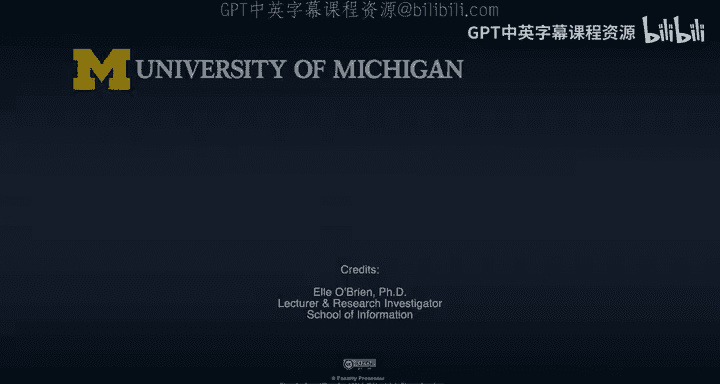 GPT中英字幕课程资源@bilibili.com
GPT中英字幕课程资源 bilibili
M UNIVERSITY OF MICHIGAN
Credits:
Elle O'Brien, Ph.D.
Lecturer & Research Investigator
School of Information